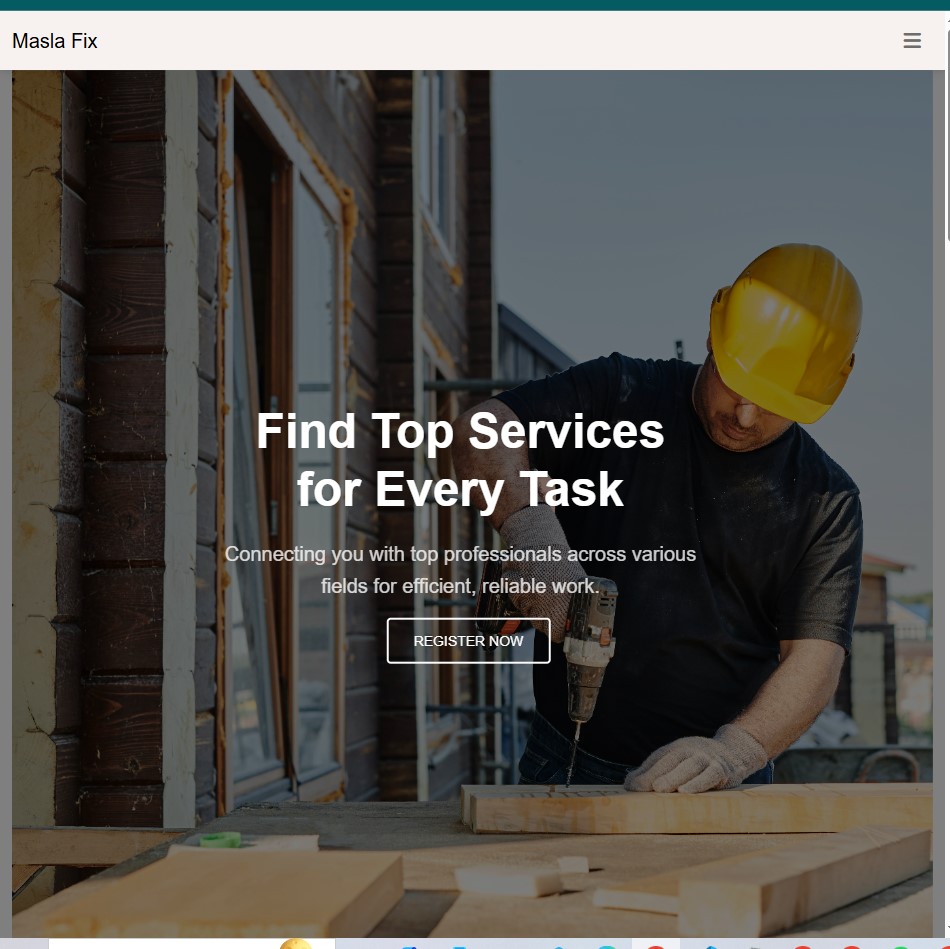 Masla Fix
Find Top Services
for Every Task
Connecting you with top professionals across various
fields for efficient, reliable work.
REGISTER NOW